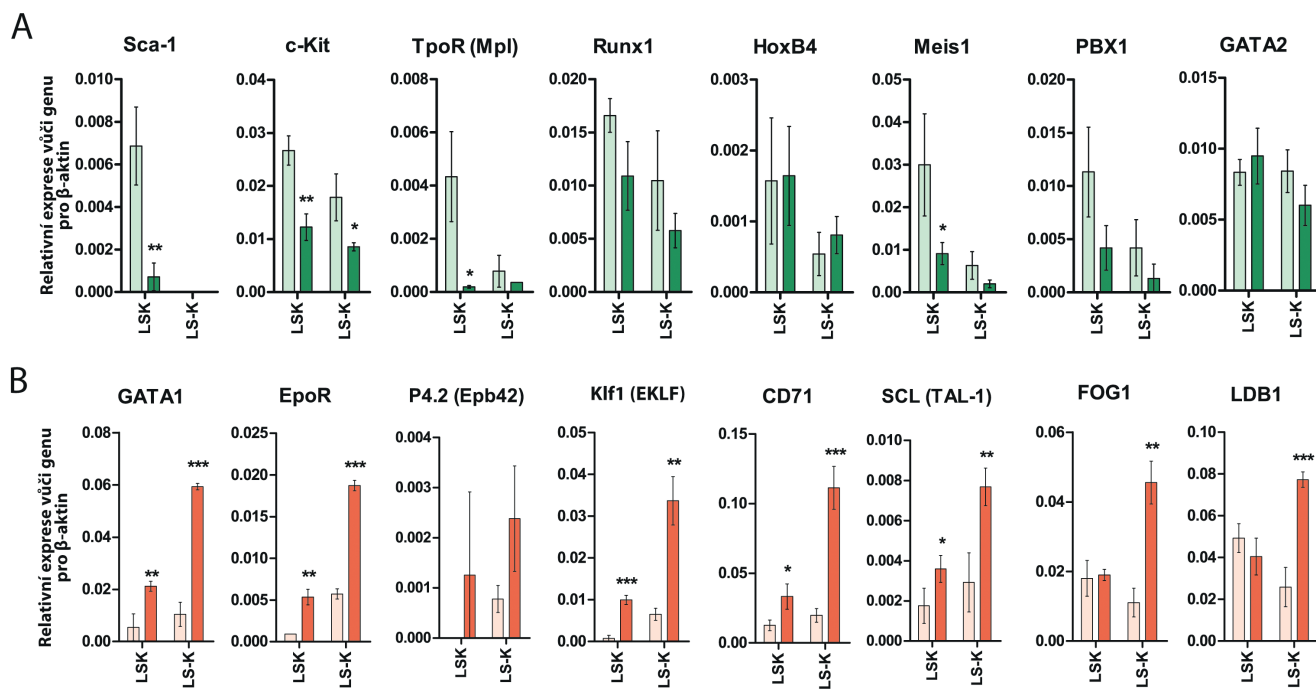 A
Sca-1 c-Kit TpoR (Mpl) Runx1 HoxB4 Meis1 PBX1 GATA2
Relativní exprese vůči genu
pro β-aktin
0.010 0.04 0.008 0.020 0.003 0.05 0.020 0.015
0.008 0.03 0.006 0.015 0.002 0.04 0.015 0.010
0.006 0.02 0.004 0.010 0.001 0.03 0.010 0.005
0.004 0.01 0.002 0.005 0.000 0.02 0.005 0.000
0.002 0.00 0.000 0.000 0.01 0.000
0.000 0.00
** ** * * *
LSK LS-K LSK LS-K LSK LS-K LSK LS-K LSK LS-K LSK LS-K LSK LS-K LSK LS-K
B
GATA1 EpoR P4.2 (Epb42) Klf1 (EKLF) CD71 SCL (TAL-1) FOG1 LDB1
Relativní exprese vůči genu
pro β-aktin
0.08 0.025 0.004 0.05 0.15 0.010 0.06 0.10
0.06 0.020 0.003 0.04 0.10 0.008 0.04 0.08
0.04 0.015 0.002 0.03 0.05 0.006 0.02 0.06
0.02 0.010 0.001 0.02 0.00 0.004 0.00 0.04
0.00 0.005 0.000 0.01 0.002 0.02
0.000 0.00 0.000 0.00
** *** ** *** *** ** * *** * ** ** ***
LSK LS-K LSK LS-K LSK LS-K LSK LS-K LSK LS-K LSK LS-K LSK LS-K LSK LS-K